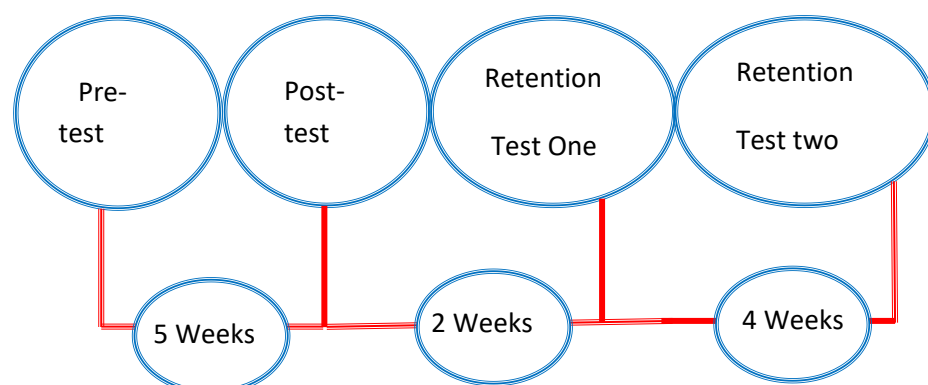 Pre-
test
Post-
test
Retention
Test One
Retention
Test two
5 Weeks
2 Weeks
4 Weeks